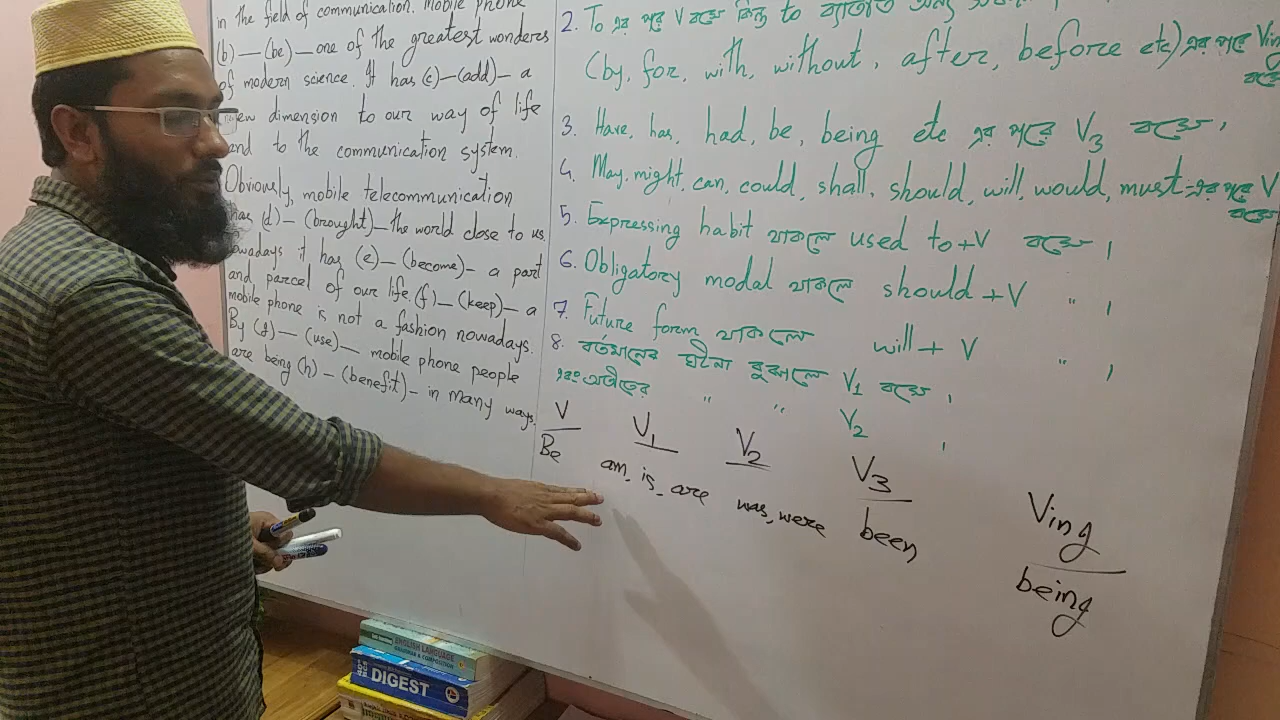 in the field of communication. Mobile phone
(b) — (be) — one of the greatest wonders
of modern science. It has (c) — (add) — a
new dimension to our way of life
and to the communication system.
Obviously, mobile telecommunication
has (d) — (brought) — the world close to us.
Nowadays it has (e) — (become) — a part
and parcel of our life. (f) — (keep) — a
mobile phone is not a fashion nowadays.
By (g) — (use) — mobile phone people
are being (h) — (benefit) — in many ways.
2. To এর পরে V বসে কিন্তু to ব্যতীত অন্য
(by, for, with, without, after, before etc) এর পরে Ving
বসে
3. Have, has, had, be, being etc এর পরে V3 বসে,
4. May, might, can, could, shall, should, will, would, must এর পরে V
বসে
5. Expressing habit থাকলে used to + V বসে।
6. Obligatory modal থাকলে should + V " ।
7. Future form থাকলে will + V " ।
8. বর্তমানের ঘটনা বুঝালে V1 বসে,
এবং অতীতের " " V2 ,
V V1 V2 V3 Ving
Be am, is, are was, were been being
ENGLISH LANGUAGE
GRAMMAR & COMPOSITION
DIGEST